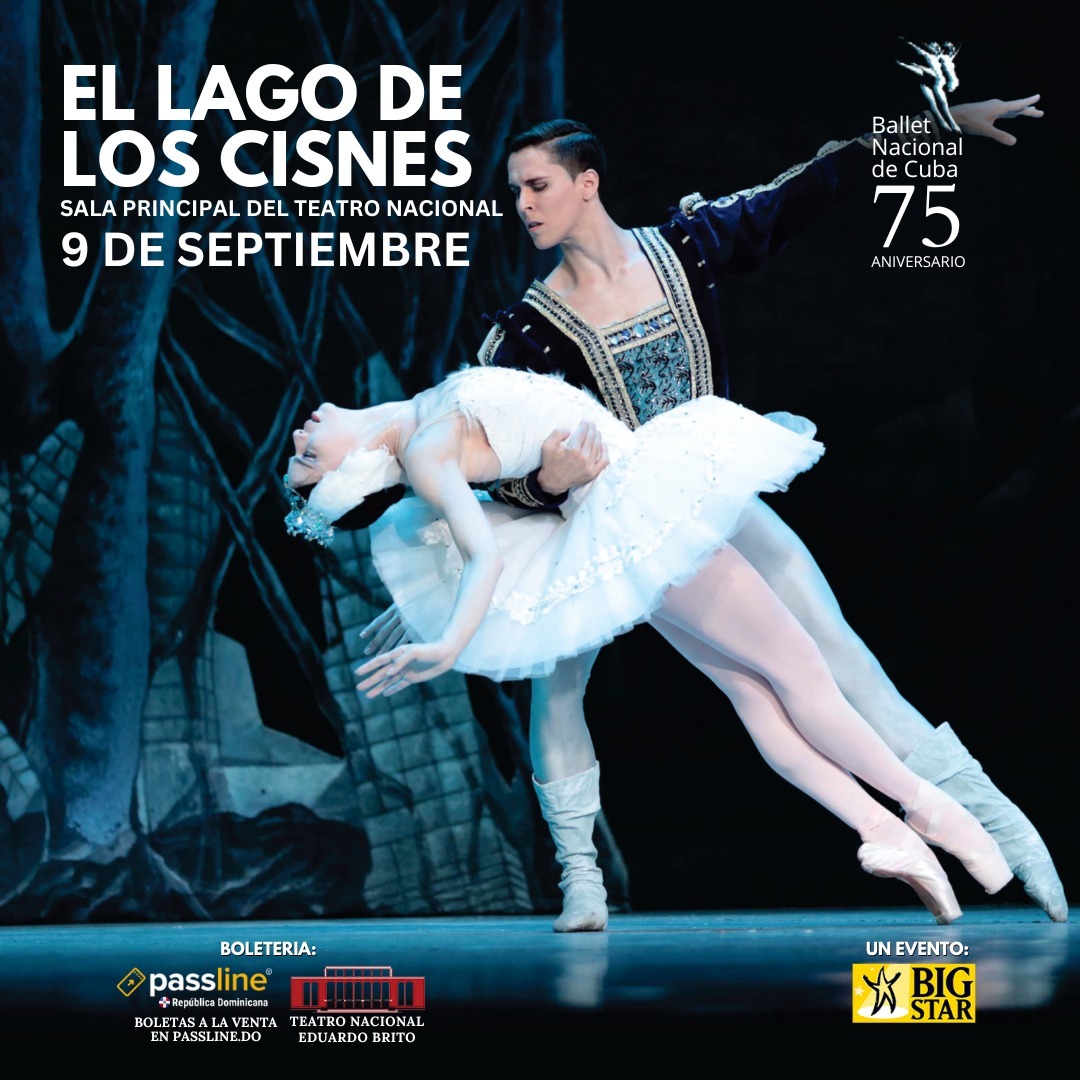 EL LAGO DE
LOS CISNES
SALA PRINCIPAL DEL TEATRO NACIONAL
9 DE SEPTIEMBRE
Ballet
Nacional
de Cuba
75
ANIVERSARIO
BOLETERIA:
passline®
República Dominicana
BOLETAS A LA VENTA
EN PASSLINE.DO
TEATRO NACIONAL
EDUARDO BRITO
UN EVENTO:
BIG
STAR